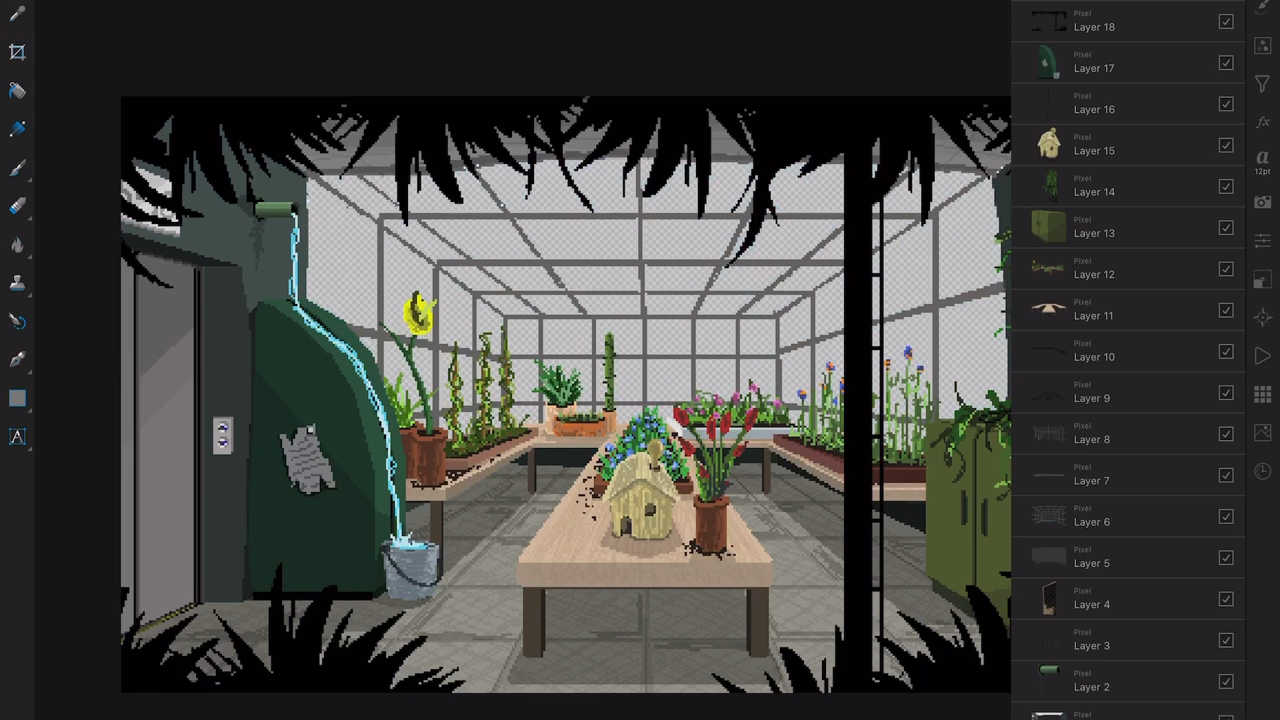 Pixel
Layer 18
Pixel
Layer 17
Pixel
Layer 16
Pixel
Layer 15
Pixel
Layer 14
Pixel
Layer 13
Pixel
Layer 12
Pixel
Layer 11
Pixel
Layer 10
Pixel
Layer 9
Pixel
Layer 8
Pixel
Layer 7
Pixel
Layer 6
Pixel
Layer 5
Pixel
Layer 4
Pixel
Layer 3
Pixel
Layer 2
Pixel
fx
a
12pt
A